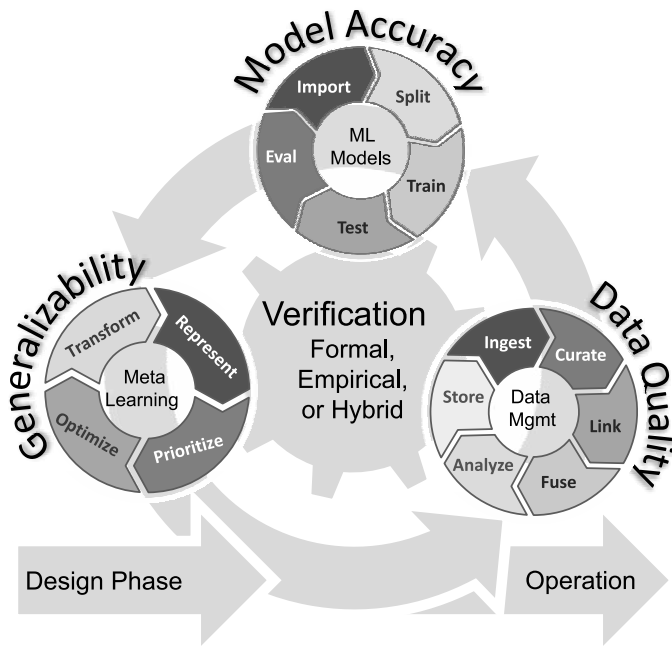 Model Accuracy
Import
Split
Eval
ML
Models
Train
Test
Generalizability
Transform
Represent
Meta
Learning
Optimize
Prioritize
Verification
Formal,
Empirical,
or Hybrid
Data Quality
Ingest
Curate
Store
Data
Mgmt
Link
Analyze
Fuse
Design Phase
Operation